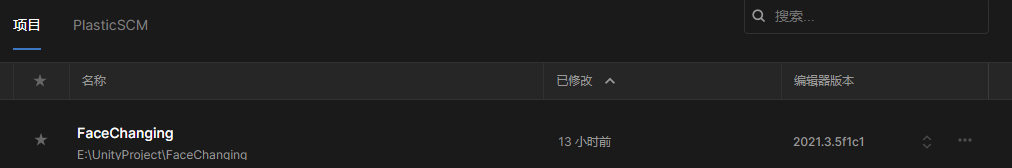 项目 PlasticSCM 搜索...
★ 名称 已修改 编辑器版本
★ FaceChanging 13 小时前 2021.3.5f1c1 ...
E:\UnityProject\FaceChanging